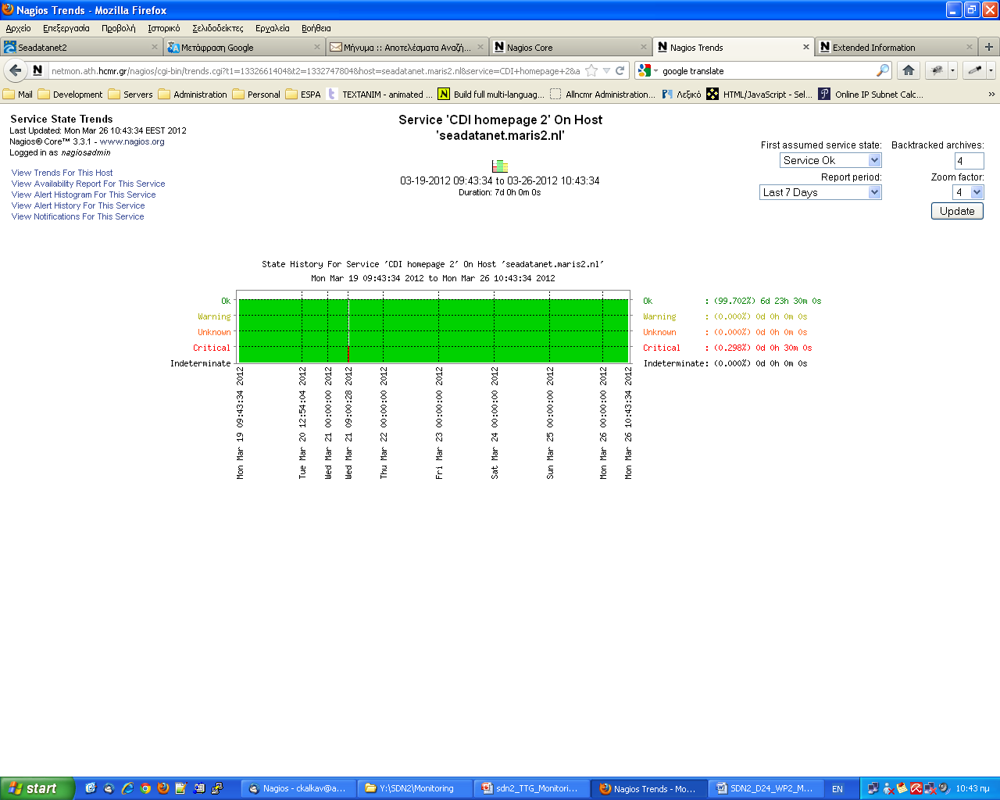 Nagios Trends - Mozilla Firefox
Αρχείο Επεξεργασία Προβολή Ιστορικό Σελιδοδείκτες Εργαλεία Βοήθεια
Seadatanet2
Μετάφραση Google
Μήνυμα :: Αποτελέσματα Αναζή...
Nagios Core
Nagios Trends
Extended Information
netmon.ath.hcmr.gr/nagios/cgi-bin/trends.cgi?t1=1332661404&t2=1332747804&host=seadatanet.maris2.nl&service=CDI+homepage+2&a
google translate
Mail Development Servers Administration Personal ESPA TEXTANIM - animated ... Build full multi-languag... Allncmr Administration... Λεξικό HTML/JavaScript - Sel... Online IP Subnet Calc... »
Service State Trends
Last Updated: Mon Mar 26 10:43:34 EEST 2012
Nagios® Core™ 3.3.1 - www.nagios.org
Logged in as nagiosadmin
View Trends For This Host
View Availability Report For This Service
View Alert Histogram For This Service
View Alert History For This Service
View Notifications For This Service
Service 'CDI homepage 2' On Host
'seadatanet.maris2.nl'
03-19-2012 09:43:34 to 03-26-2012 10:43:34
Duration: 7d 0h 0m 0s
First assumed service state: Backtracked archives:
Service Ok 4
Report period: Zoom factor:
Last 7 Days 4
Update
State History For Service 'CDI homepage 2' On Host 'seadatanet.maris2.nl'
Mon Mar 19 09:43:34 2012 to Mon Mar 26 10:43:34 2012
Ok
Warning
Unknown
Critical
Indeterminate
Ok : (99.702%) 6d 23h 30m 0s
Warning : (0.000%) 0d 0h 0m 0s
Unknown : (0.000%) 0d 0h 0m 0s
Critical : (0.298%) 0d 0h 30m 0s
Indeterminate: (0.000%) 0d 0h 0m 0s
Mon Mar 19 09:43:34 2012
Tue Mar 20 12:54:04 2012
Wed Mar 21 00:00:00 2012
Wed Mar 21 09:00:28 2012
Thu Mar 22 00:00:00 2012
Fri Mar 23 00:00:00 2012
Sat Mar 24 00:00:00 2012
Sun Mar 25 00:00:00 2012
Mon Mar 26 00:00:00 2012
Mon Mar 26 10:43:34 2012
start
Nagios - ckalkav@a...
Y:\SDN2\Monitoring
sdn2_TTG_Monitori...
Nagios Trends - Mo...
SDN2_D24_WP2_M...
EN
10:43 πμ